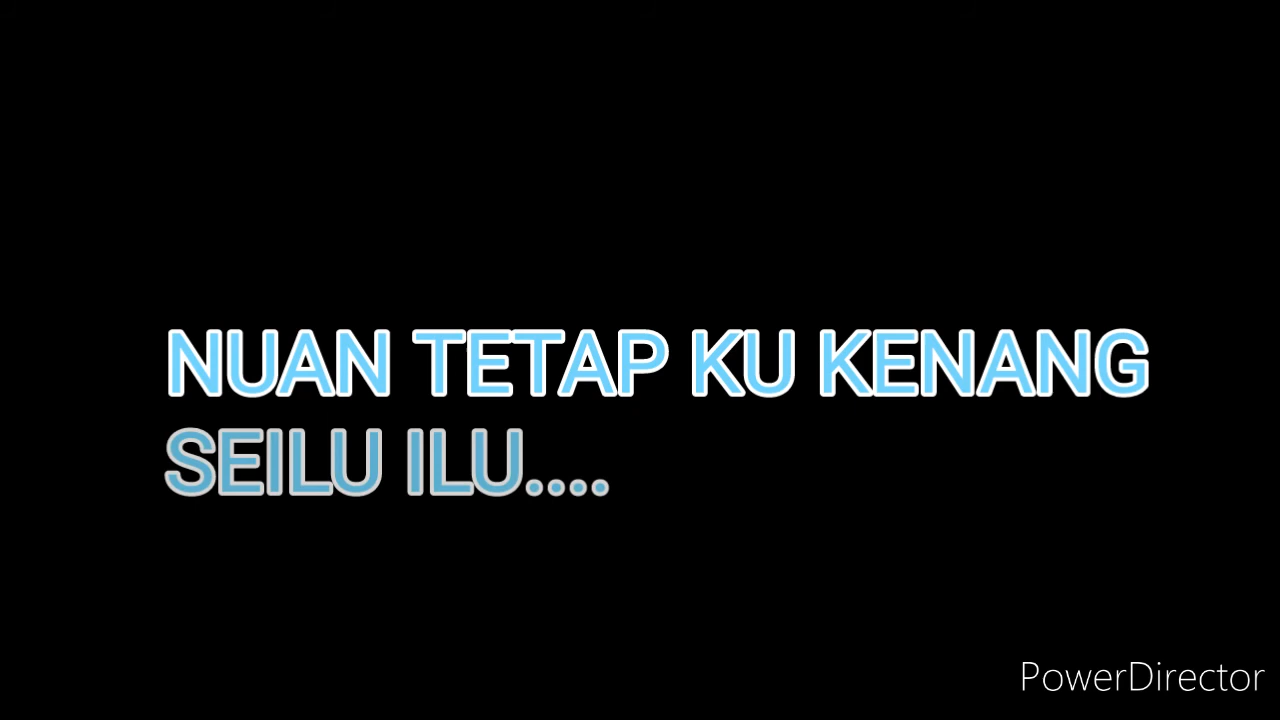 NUAN TETAP KU KENANG
SEILU ILU....
PowerDirector